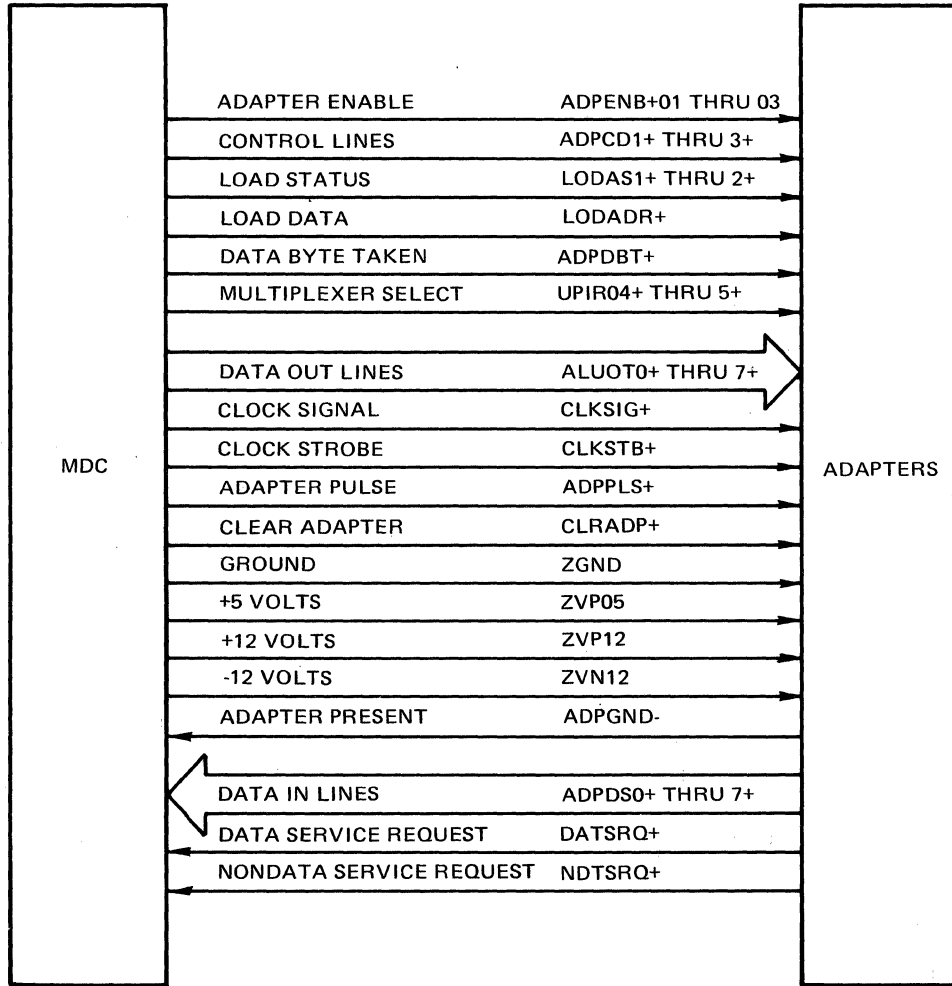 ADAPTER ENABLE ADPENB+01 THRU 03
CONTROL LINES ADPCD1+ THRU 3+
LOAD STATUS LODAS1+ THRU 2+
LOAD DATA LODADR+
DATA BYTE TAKEN ADPDBT+
MULTIPLEXER SELECT UPIR04+ THRU 5+
DATA OUT LINES ALUOT0+ THRU 7+
CLOCK SIGNAL CLKSIG+
CLOCK STROBE CLKSTB+
MDC
ADAPTERS
ADAPTER PULSE ADPPLS+
CLEAR ADAPTER CLRADP+
GROUND ZGND
+5 VOLTS ZVP05
+12 VOLTS ZVP12
-12 VOLTS ZVN12
ADAPTER PRESENT ADPGND-
DATA IN LINES ADPDS0+ THRU 7+
DATA SERVICE REQUEST DATSRQ+
NONDATA SERVICE REQUEST NDTSRQ+